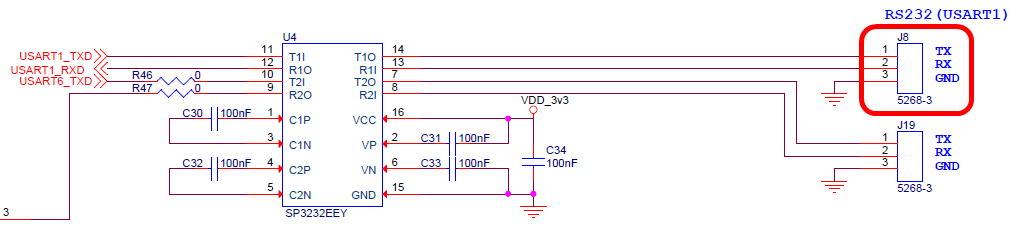 RS232(USART1)
U4
J8
USART1_TXD 11 T1I T1O 14 1 TX
USART1_RXD 12 R1O R1I 13 2 RX
USART6_TXD R46 0 10 T2I T2O 7 3 GND
R47 0 9 R2O R2I 8
5268-3
VDD_3v3
C30 100nF 1 C1P VCC 16
J19
3 C1N VP 2 C31 100nF 1 TX
C34
100nF
2 RX
C32 100nF 4 C2P VN 6 C33 100nF
3 GND
5 C2N GND 15
5268-3
3
SP3232EEY